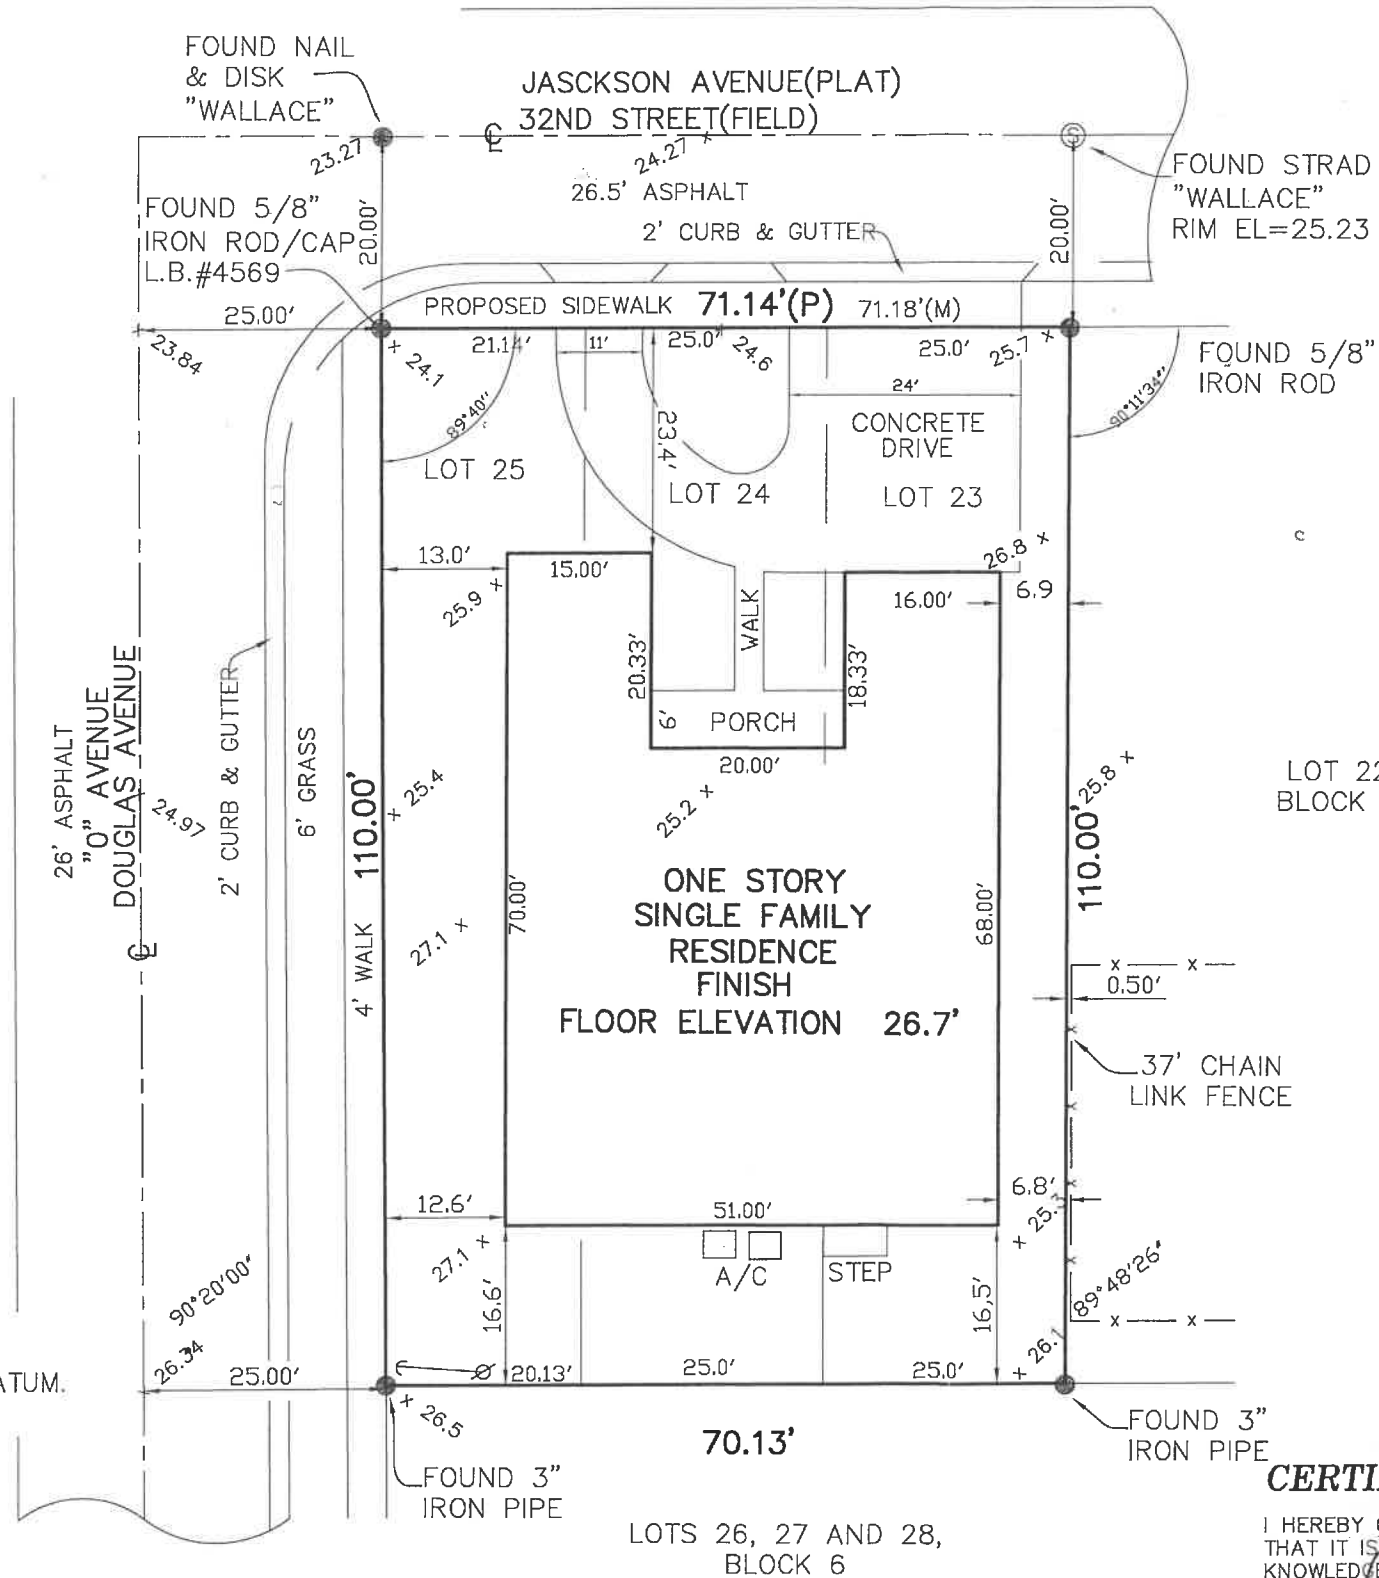 FOUND NAIL
& DISK
"WALLACE"
JASCKSON AVENUE(PLAT)
32ND STREET(FIELD)
23.27
24.27 x
26.5' ASPHALT
2' CURB & GUTTER
FOUND STRAD
"WALLACE"
RIM EL=25.23
FOUND 5/8"
IRON ROD/CAP
L.B.#4569
20.00'
20.00'
25.00'
PROPOSED SIDEWALK 71.14'(P) 71.18'(M)
23.84
x 24.1
21.14'
11'
25.0'
24.6
25.0'
25.7 x
FOUND 5/8"
IRON ROD
24'
89°40"
90°11'34"
CONCRETE
DRIVE
23.4'
LOT 25
LOT 24
LOT 23
26.8 x
13.0'
15.00'
25.9 x
16.00'
6.9
WALK
20.33'
18.33'
6'
PORCH
20.00'
26' ASPHALT
"O" AVENUE
DOUGLAS AVENUE
24.97
2' CURB & GUTTER
6' GRASS
4' WALK
110.00'
x 25.4
25.2 x
25.8 x
110.00'
LOT 22
BLOCK
27.1 x
70.00'
68.00'
ONE STORY
SINGLE FAMILY
RESIDENCE
FINISH
FLOOR ELEVATION 26.7'
x x
0.50'
37' CHAIN
LINK FENCE
12.6'
51.00'
6.8'
27.1 x
16.6'
A/C
STEP
16.5'
89°48'26"
x x
90°20'00"
26.34
25.00'
20.13'
25.0'
25.0'
x 26.1
ATUM.
x 26.5
70.13'
FOUND 3"
IRON PIPE
FOUND 3"
IRON PIPE
LOTS 26, 27 AND 28,
BLOCK 6
CERTI
I HEREBY
THAT IT IS
KNOWLEDGE